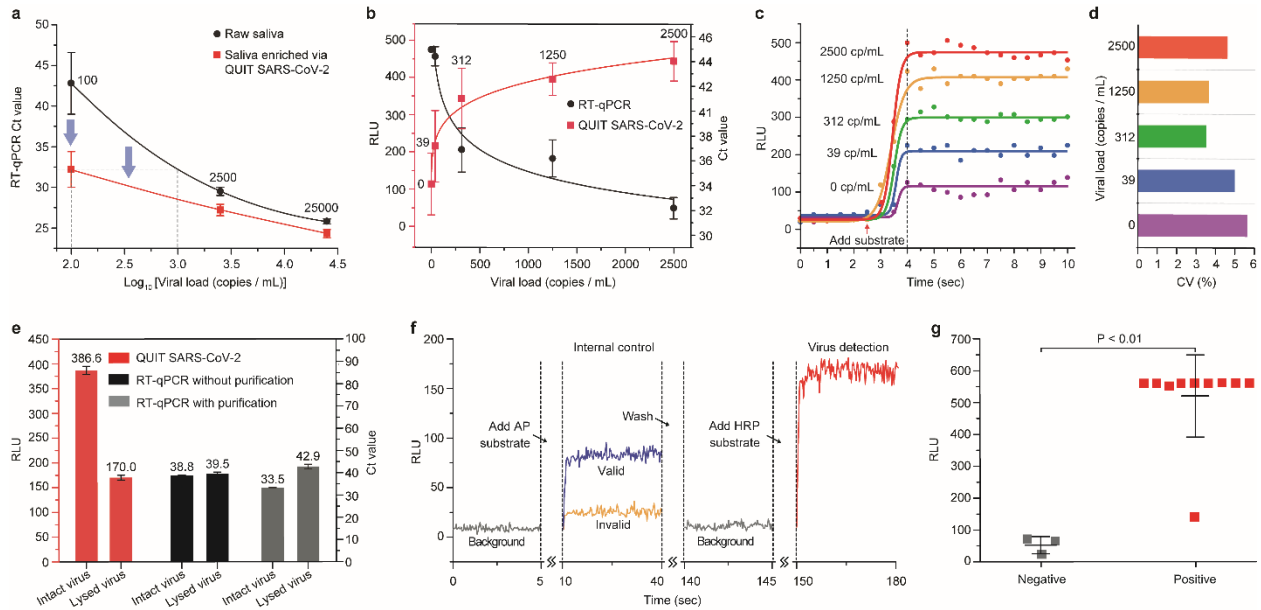 a
RT-qPCR Ct value
50
45
40
35
30
25
Raw saliva
Saliva enriched via
QUIT SARS-CoV-2
100
2500
25000
2.0
2.5
3.0
3.5
4.0
4.5
Log10 [Viral load (copies / mL)]
b
RLU
500
400
300
200
100
0
0
39
312
1250
2500
RT-qPCR
QUIT SARS-CoV-2
46
44
42
41
39
38
36
34
32
30
Ct value
0
500
1000
1500
2000
2500
Viral load (copies / mL)
c
RLU
600
500
400
300
200
100
0
2500 cp/mL
1250 cp/mL
312 cp/mL
39 cp/mL
0 cp/mL
Add substrate
0
1
2
3
4
5
6
7
8
9
10
Time (sec)
d
Viral load (copies / mL)
2500
1250
312
39
0
0
1
2
3
4
5
6
CV (%)
e
RLU
450
400
350
300
250
200
150
100
50
0
QUIT SARS-CoV-2
RT-qPCR without purification
RT-qPCR with purification
386.6
170.0
38.8
39.5
33.5
42.9
100
90
80
70
60
50
40
30
20
10
0
Ct value
Intact virus
Lysed virus
Intact virus
Lysed virus
Intact virus
Lysed virus
f
RLU
200
150
100
50
25
0
Internal control
Virus detection
Add AP
substrate
Wash
Add HRP
substrate
Valid
Invalid
Background
Background
0
5
10
40
140
145
150
180
Time (sec)
g
RLU
700
600
500
400
300
200
100
50
0
P < 0.01
Negative
Positive